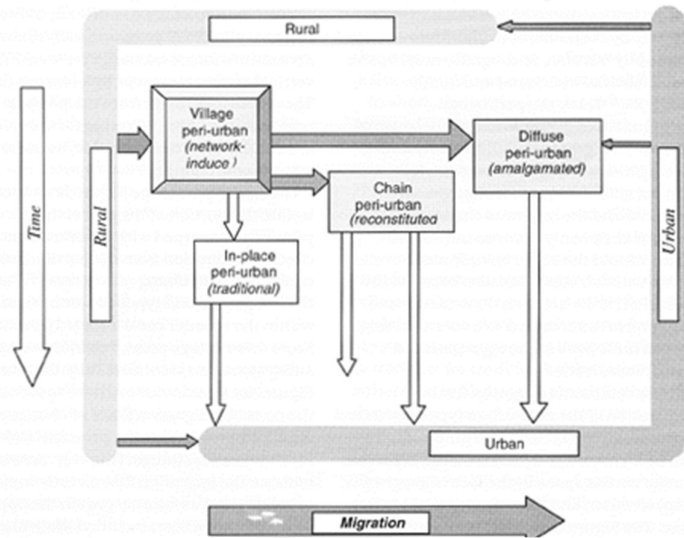 Rural
Time
Rural
Village
peri-urban
(network-
induce )
Diffuse
peri-urban
(amalgamated)
Chain
peri-urban
(reconstituted
In-place
peri-urban
(traditional)
Urban
Urban
Migration